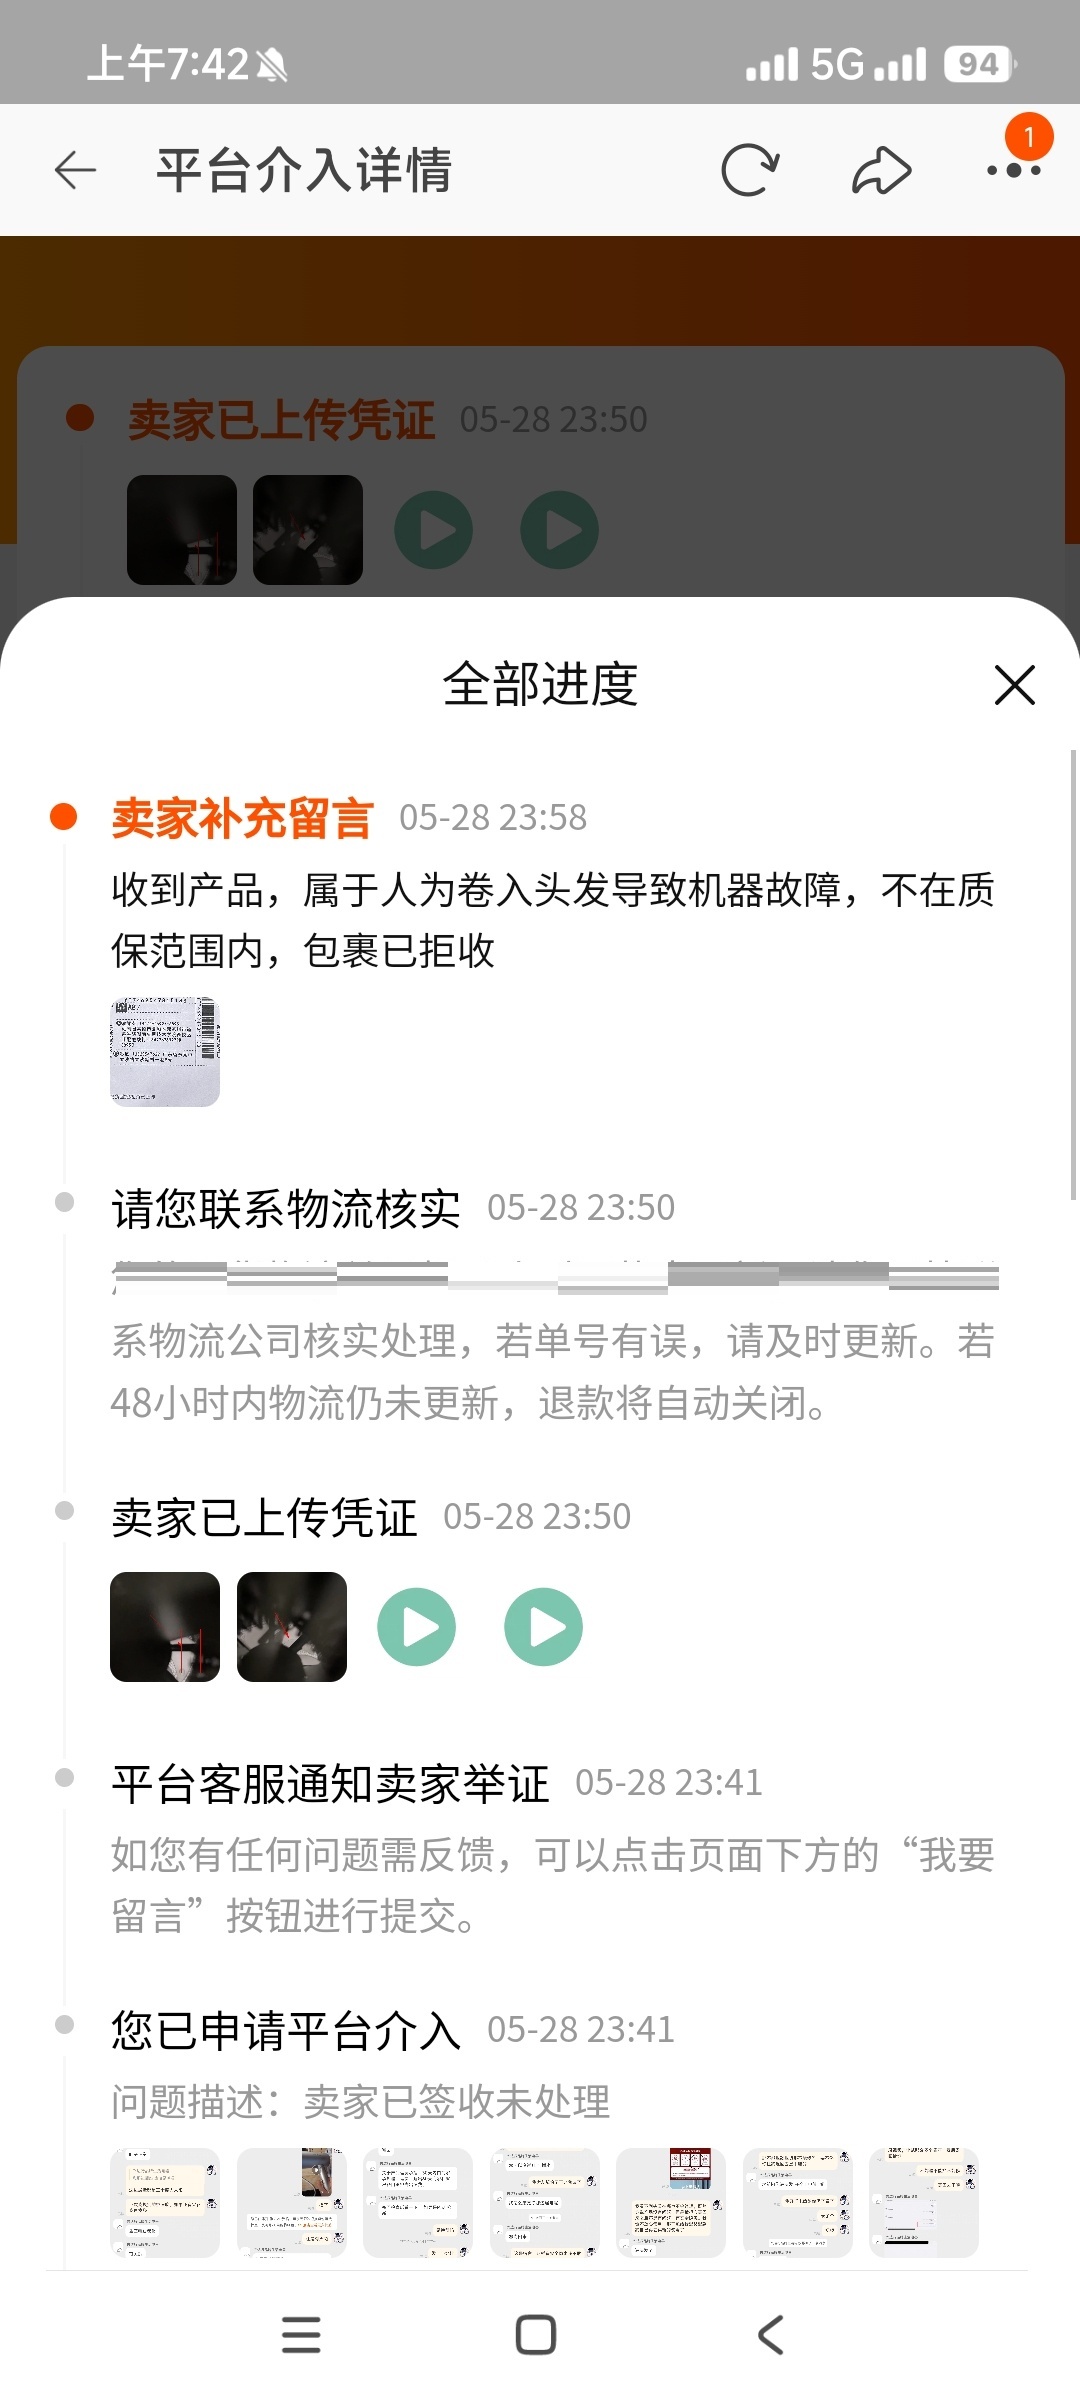 上午7:42
5G
94
平台介入详情
1
卖家已上传凭证 05-28 23:50
全部进度
卖家补充留言 05-28 23:58
收到产品，属于人为卷入头发导致机器故障，不在质
保范围内，包裹已拒收
请您联系物流核实 05-28 23:50
系物流公司核实处理，若单号有误，请及时更新。若
48小时内物流仍未更新，退款将自动关闭。
卖家已上传凭证 05-28 23:50
平台客服通知卖家举证 05-28 23:41
如您有任何问题需反馈，可以点击页面下方的“我要
留言”按钮进行提交。
您已申请平台介入 05-28 23:41
问题描述：卖家已签收未处理